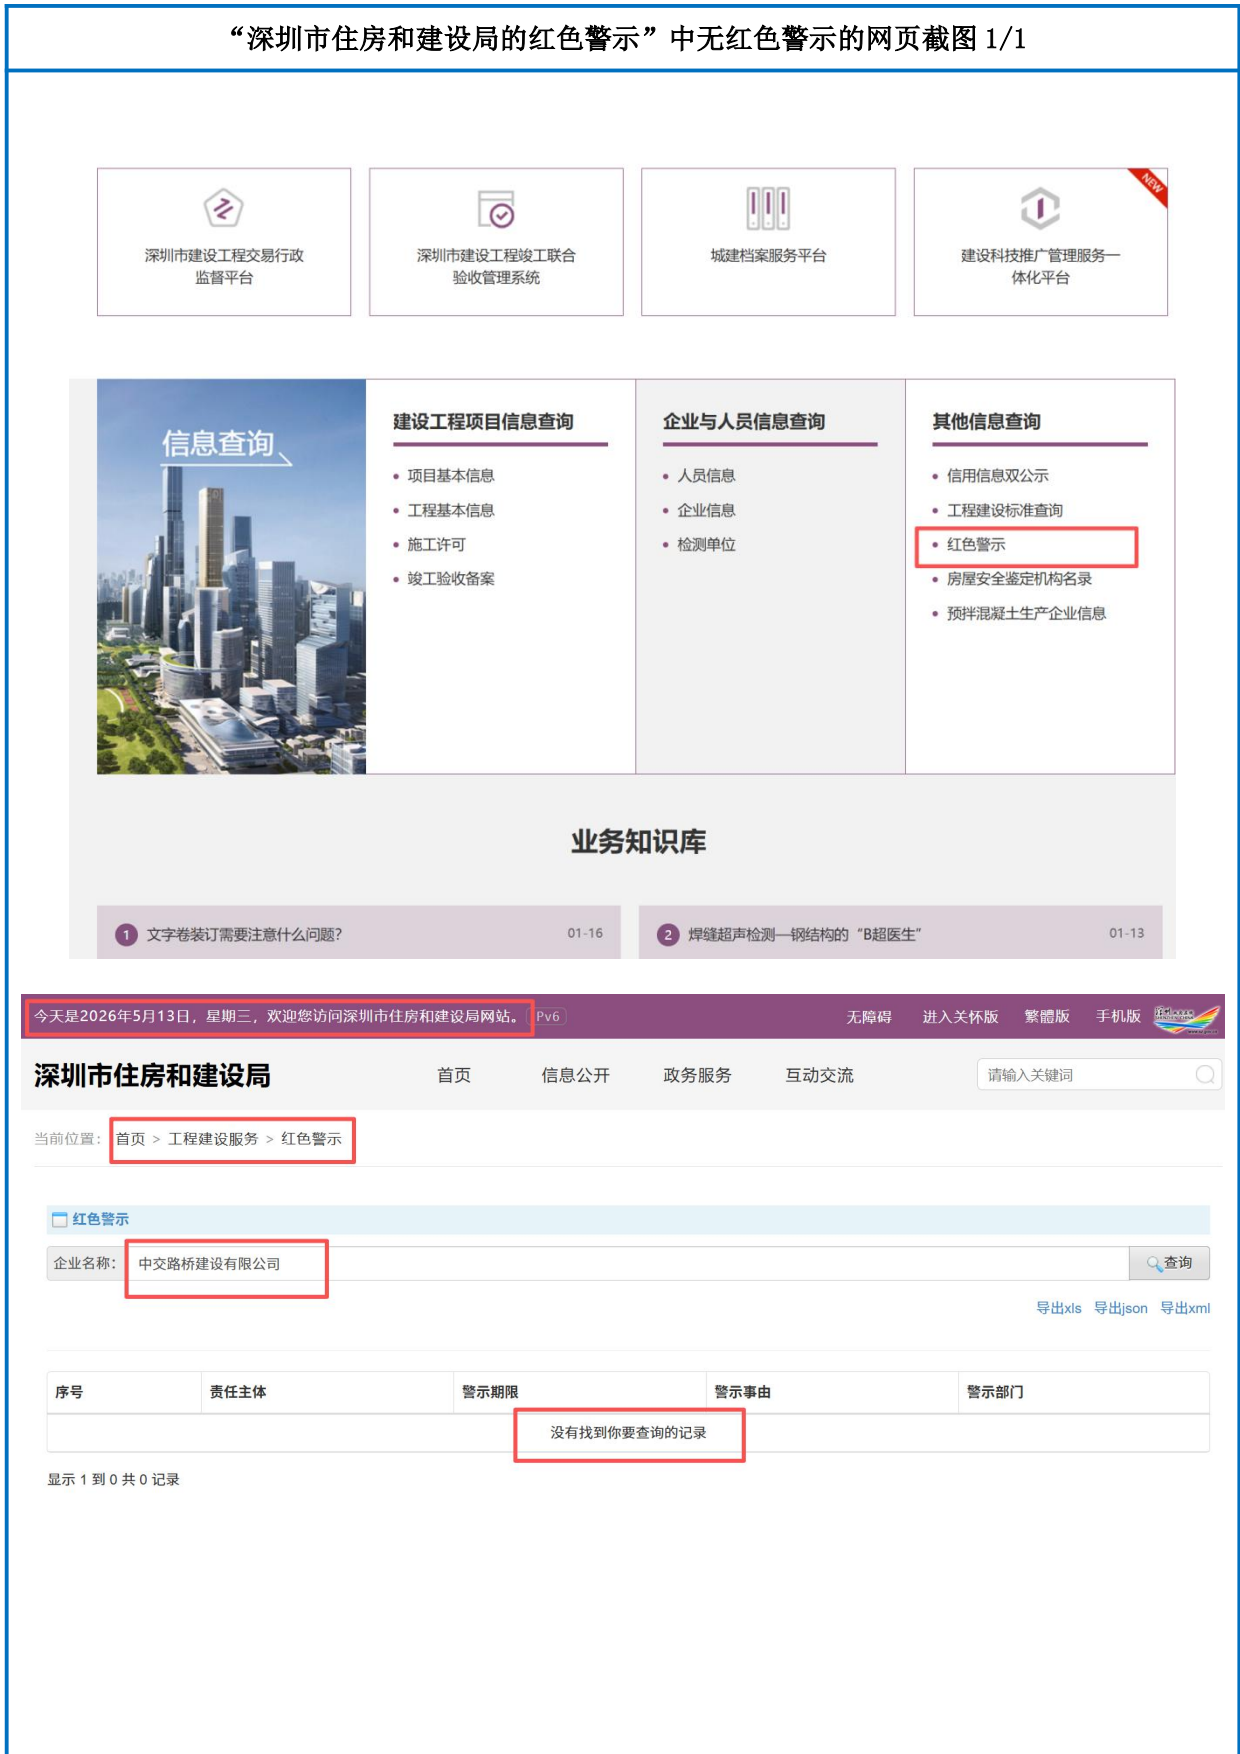 “深圳市住房和建设局的红色警示”中无红色警示的网页截图 1/1
深圳市建设工程交易行政
监督平台
深圳市建设工程竣工联合
验收管理系统
城建档案服务平台
NEW
建设科技推广管理服务一
体化平台
信息查询
建设工程项目信息查询
• 项目基本信息
• 工程基本信息
• 施工许可
• 竣工验收备案
企业与人员信息查询
• 人员信息
• 企业信息
• 检测单位
其他信息查询
• 信用信息双公示
• 工程建设标准查询
• 红色警示
• 房屋安全鉴定机构名录
• 预拌混凝土生产企业信息
业务知识库
1 文字卷装订需要注意什么问题? 01-16
2 焊缝超声检测—钢结构的“B超医生” 01-13
今天是2026年5月13日，星期三，欢迎您访问深圳市住房和建设局网站。 Pv6 无障碍 进入关怀版 繁體版 手机版
深圳市住房和建设局 首页 信息公开 政务服务 互动交流 请输入关键词
当前位置： 首页 > 工程建设服务 > 红色警示
红色警示
企业名称： 中交路桥建设有限公司 查询
导出xls 导出json 导出xml
序号 责任主体 警示期限 警示事由 警示部门
没有找到你要查询的记录
显示 1 到 0 共 0 记录